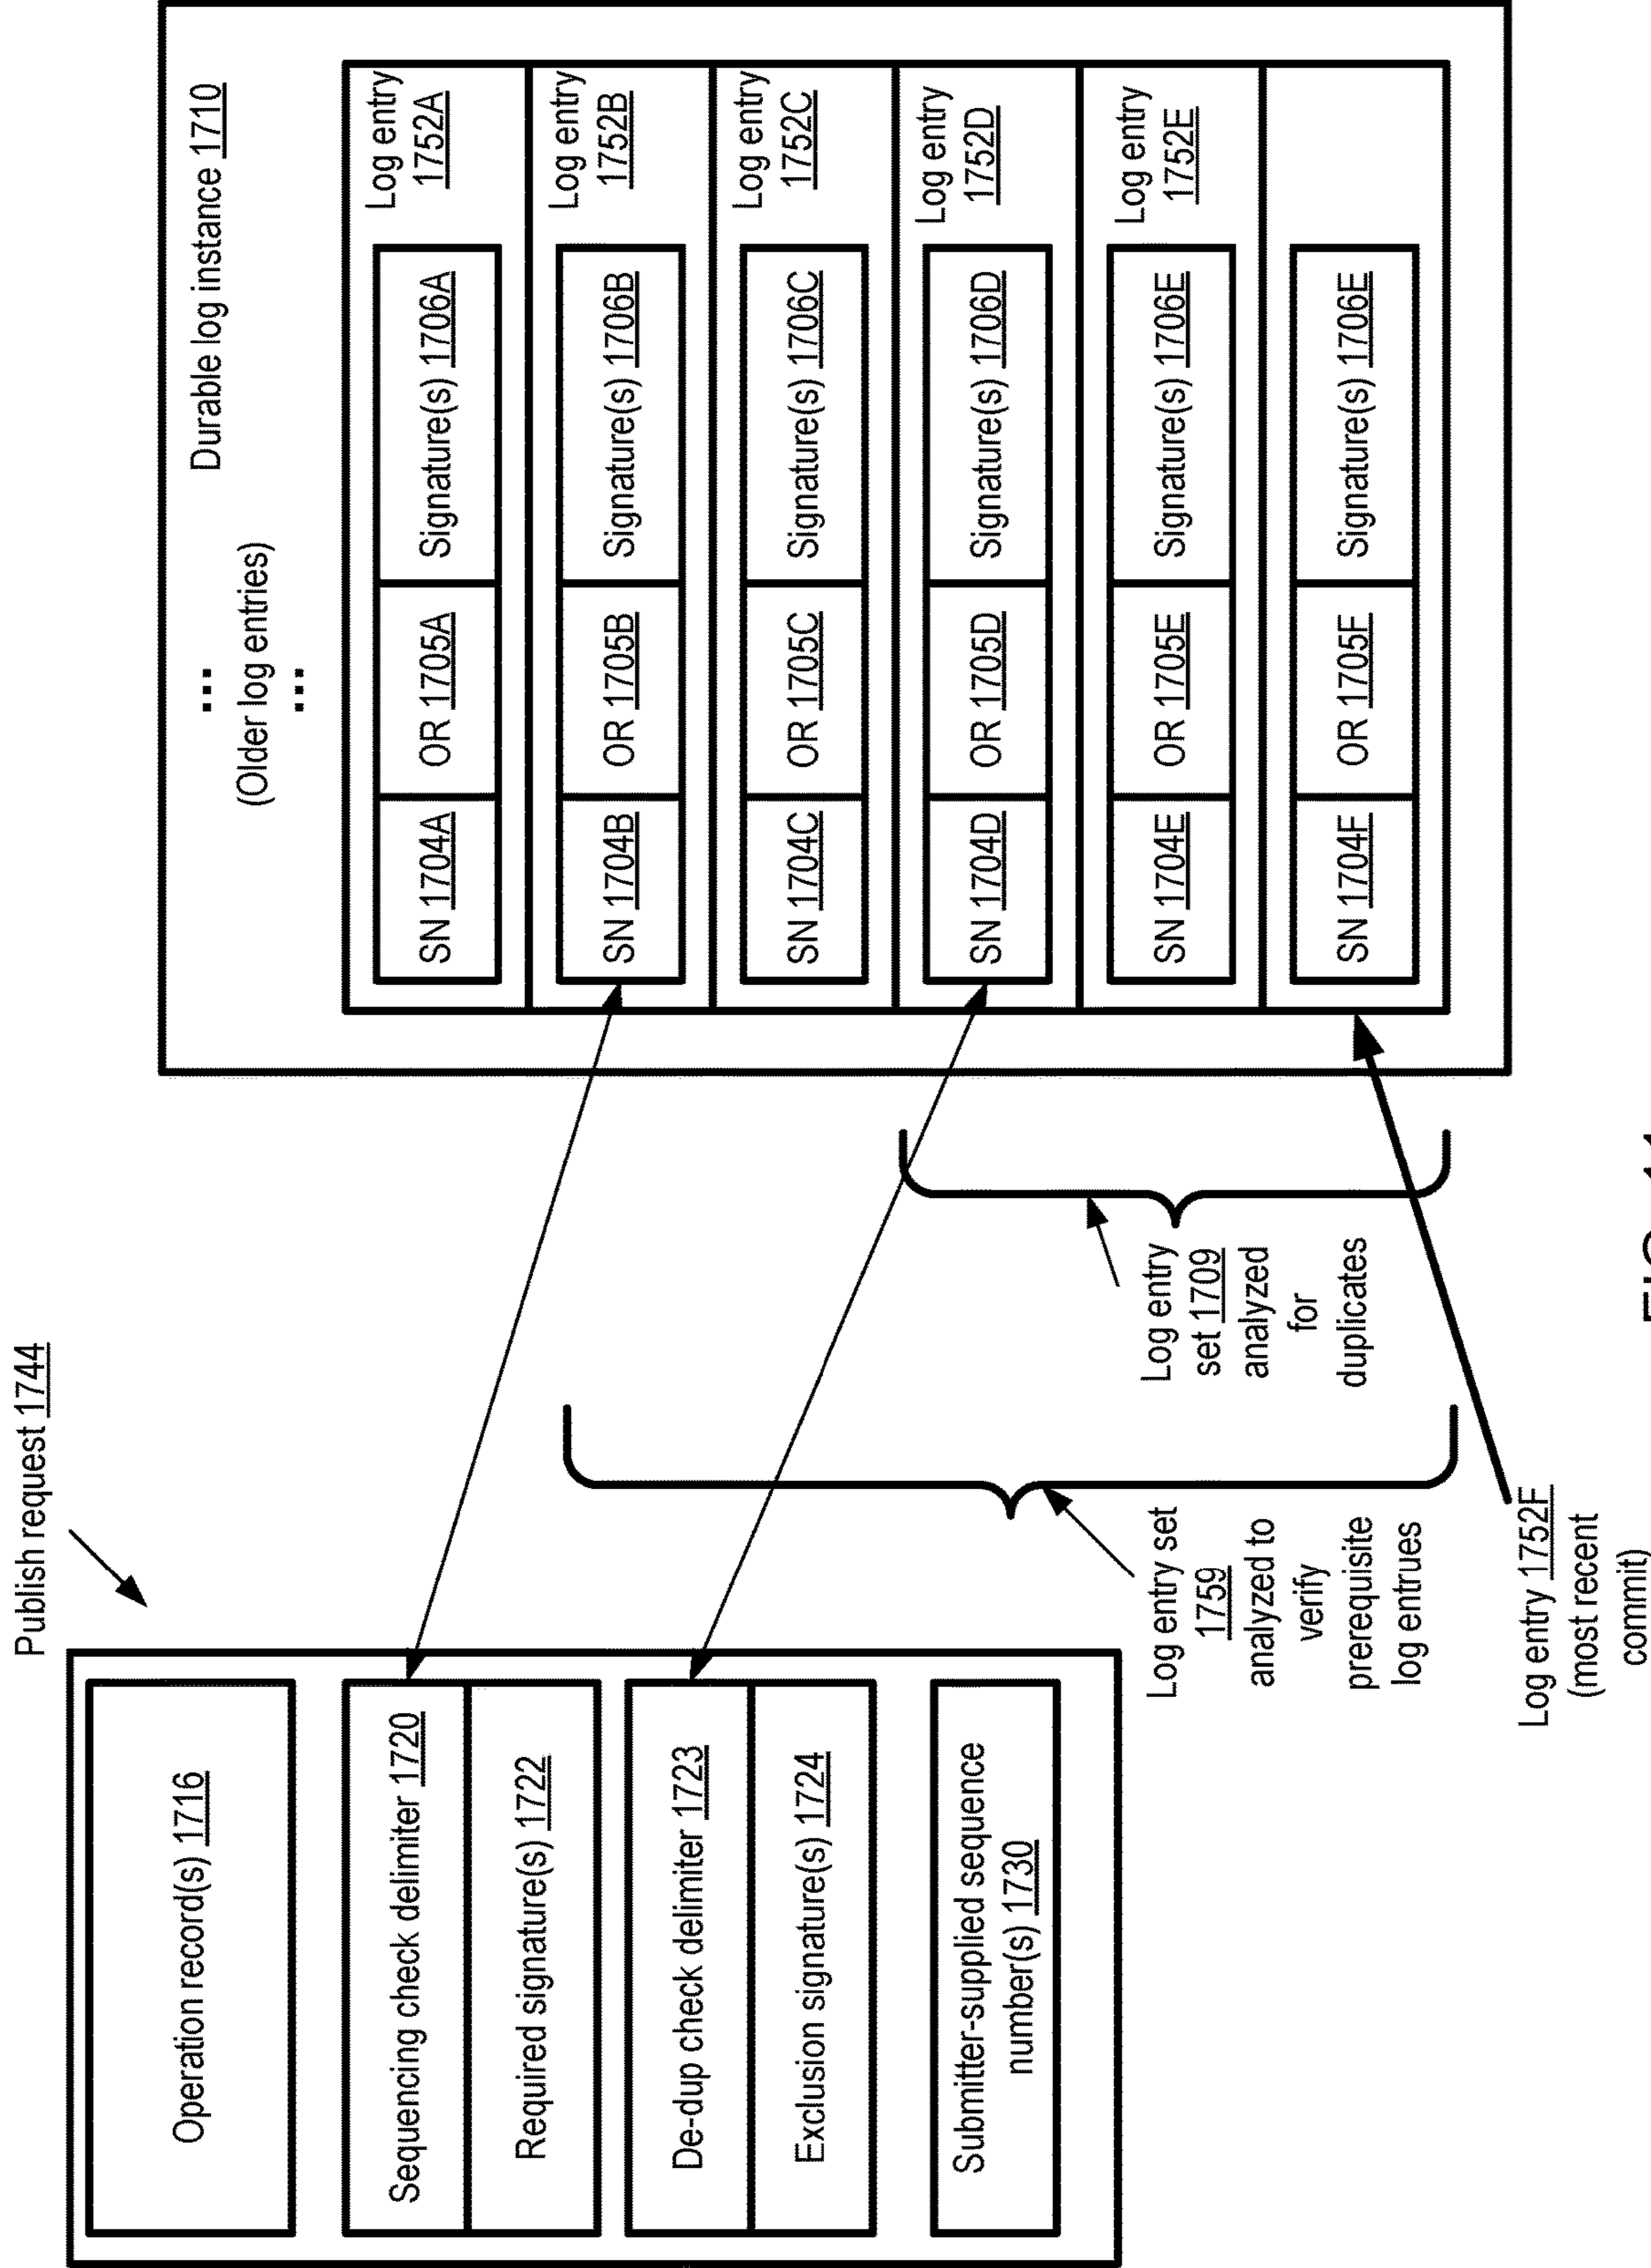 Publish request 1744
Operation record(s) 1716
Sequencing check delimiter 1720
Required signature(s) 1722
De-dup check delimiter 1723
Exclusion signature(s) 1724
Submitter-supplied sequence
number(s) 1730
Durable log instance 1710
...
(Older log entries)
...
SN 1704A OR 1705A Signature(s) 1706A
Log entry
1752A
SN 1704B OR 1705B Signature(s) 1706B
Log entry
1752B
SN 1704C OR 1705C Signature(s) 1706C
Log entry
1752C
SN 1704D OR 1705D Signature(s) 1706D
Log entry
1752D
SN 1704E OR 1705E Signature(s) 1706E
Log entry
1752E
SN 1704F OR 1705F Signature(s) 1706E
Log entry
set 1709
analyzed
for
duplicates
Log entry set
1759
analyzed to
verify
prerequisite
log entrues
Log entry 1752F
(most recent
commit)